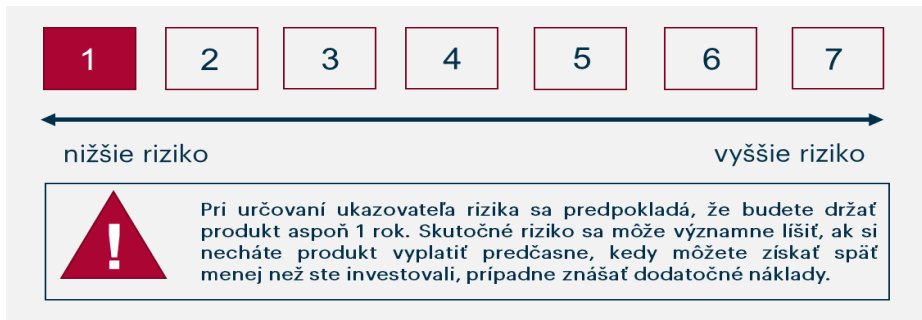 1 2 3 4 5 6 7
nižšie riziko vyššie riziko
Pri určovaní ukazovateľa rizika sa predpokladá, že budete držať
produkt aspoň 1 rok. Skutočné riziko sa môže významne líšiť, ak si
necháte produkt vyplatiť predčasne, kedy môžete získať späť
menej než ste investovali, prípadne znášať dodatočné náklady.
!